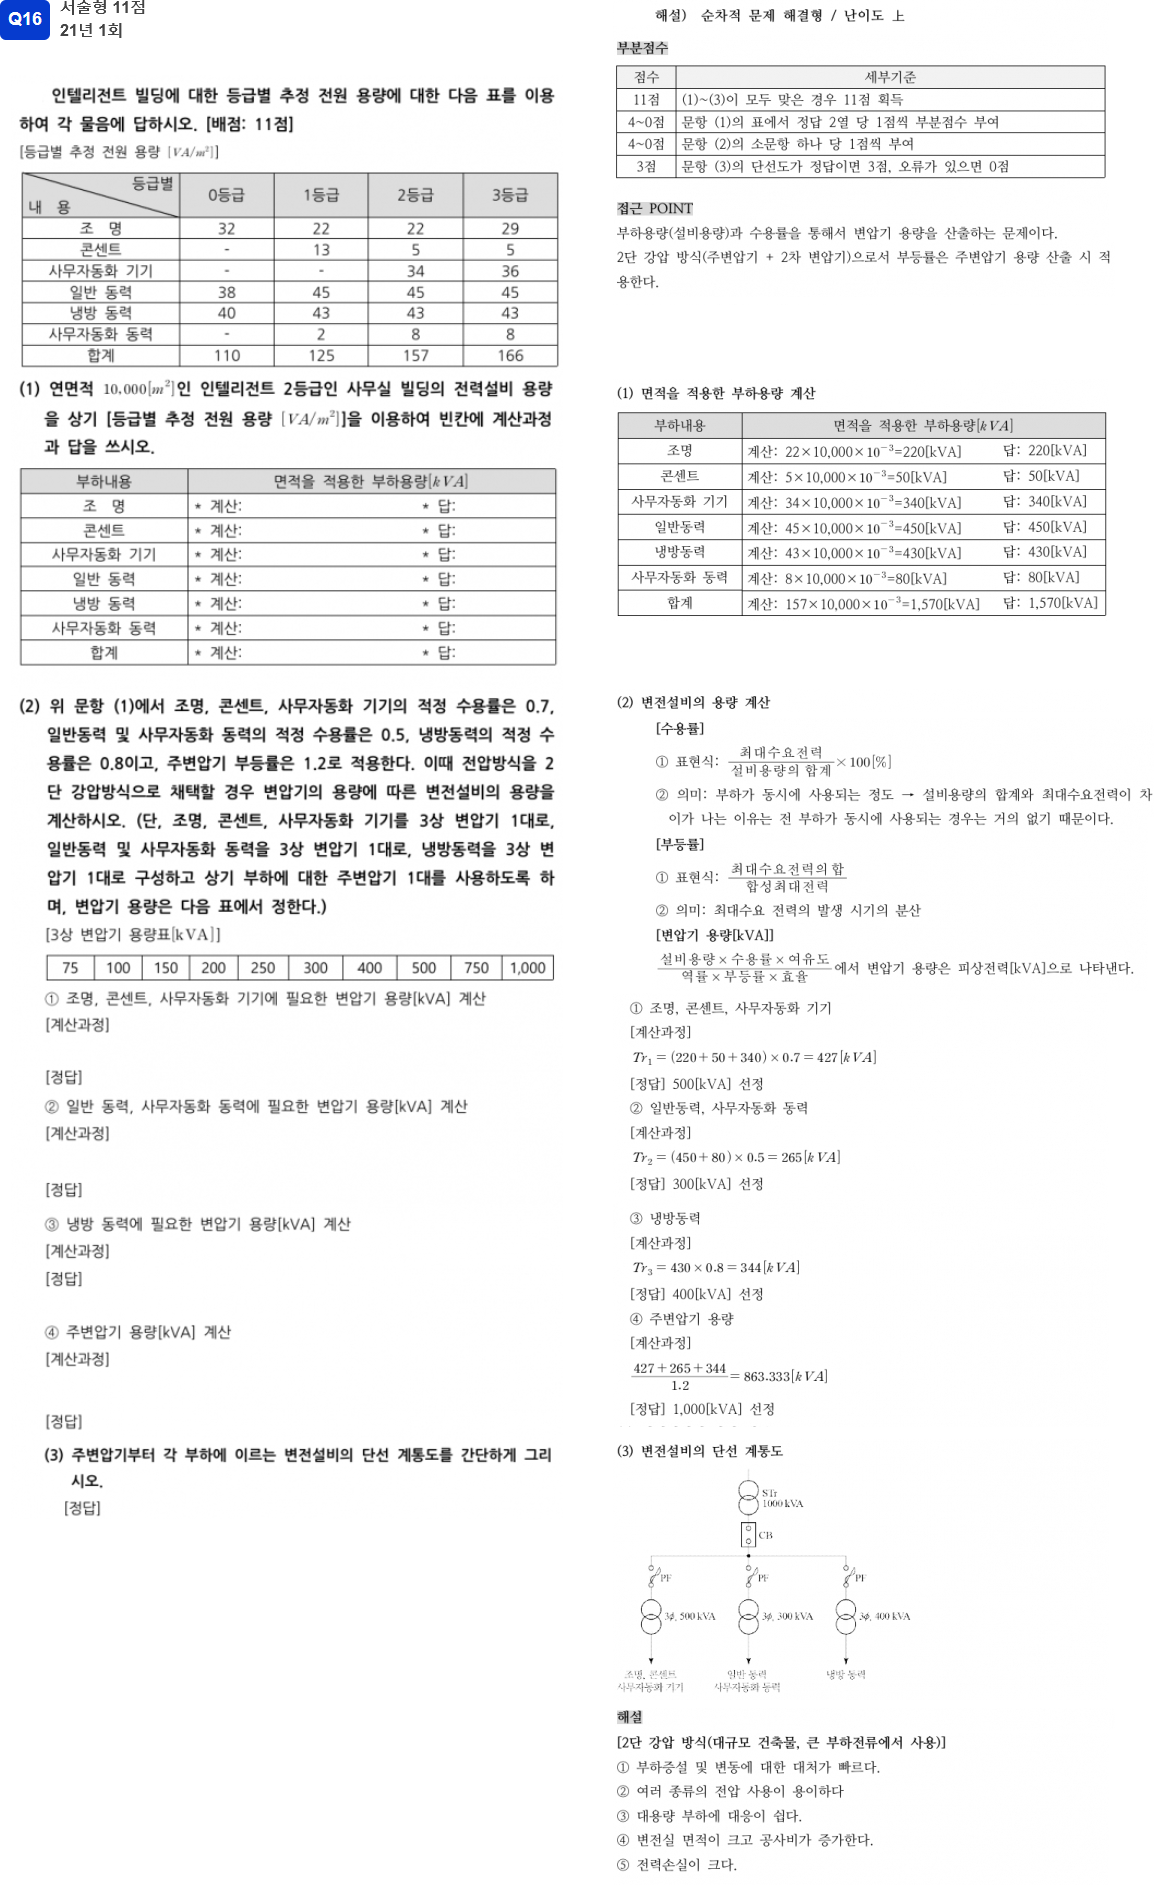 Q16
서술형 11점
21년 1회
인텔리전트 빌딩에 대한 등급별 추정 전원 용량에 대한 다음 표를 이용
하여 각 물음에 답하시오. [배점: 11점]
[등급별 추정 전원 용량 [VA/m²]]
등급별
내 용 0등급 1등급 2등급 3등급
조 명 32 22 22 29
콘센트 - 13 5 5
사무자동화 기기 - - 34 36
일반 동력 38 45 45 45
냉방 동력 40 43 43 43
사무자동화 동력 - 2 8 8
합계 110 125 157 166
(1) 연면적 10,000[m²]인 인텔리전트 2등급인 사무실 빌딩의 전력설비 용량
을 상기 [등급별 추정 전원 용량 [VA/m²]]을 이용하여 빈칸에 계산과정
과 답을 쓰시오.
부하내용 면적을 적용한 부하용량[kVA]
조 명 * 계산: * 답:
콘센트 * 계산: * 답:
사무자동화 기기 * 계산: * 답:
일반 동력 * 계산: * 답:
냉방 동력 * 계산: * 답:
사무자동화 동력 * 계산: * 답:
합계 * 계산: * 답:
(2) 위 문항 (1)에서 조명, 콘센트, 사무자동화 기기의 적정 수용률은 0.7,
일반동력 및 사무자동화 동력의 적정 수용률은 0.5, 냉방동력의 적정 수
용률은 0.8이고, 주변압기 부등률은 1.2로 적용한다. 이때 전압방식을 2
단 강압방식으로 채택할 경우 변압기의 용량에 따른 변전설비의 용량을
계산하시오. (단, 조명, 콘센트, 사무자동화 기기를 3상 변압기 1대로,
일반동력 및 사무자동화 동력을 3상 변압기 1대로, 냉방동력을 3상 변
압기 1대로 구성하고 상기 부하에 대한 주변압기 1대를 사용하도록 하
며, 변압기 용량은 다음 표에서 정한다.)
[3상 변압기 용량표[kVA]]
75 100 150 200 250 300 400 500 750 1,000
① 조명, 콘센트, 사무자동화 기기에 필요한 변압기 용량[kVA] 계산
[계산과정]
[정답]
② 일반 동력, 사무자동화 동력에 필요한 변압기 용량[kVA] 계산
[계산과정]
[정답]
③ 냉방 동력에 필요한 변압기 용량[kVA] 계산
[계산과정]
[정답]
④ 주변압기 용량[kVA] 계산
[계산과정]
[정답]
(3) 주변압기부터 각 부하에 이르는 변전설비의 단선 계통도를 간단하게 그리
시오.
[정답]
해설) 순차적 문제 해결형 / 난이도 上
부분점수
점수 세부기준
11점 (1)~(3)이 모두 맞은 경우 11점 획득
4~0점 문항 (1)의 표에서 정답 2열 당 1점씩 부분점수 부여
4~0점 문항 (2)의 소문항 하나 당 1점씩 부여
3점 문항 (3)의 단선도가 정답이면 3점, 오류가 있으면 0점
접근 POINT
부하용량(설비용량)과 수용률을 통해서 변압기 용량을 산출하는 문제이다.
2단 강압 방식(주변압기 + 2차 변압기)으로서 부등률은 주변압기 용량 산출 시 적
용한다.
(1) 면적을 적용한 부하용량 계산
부하내용 면적을 적용한 부하용량[kVA]
조명 계산: 22×10,000×10⁻³=220[kVA] 답: 220[kVA]
콘센트 계산: 5×10,000×10⁻³=50[kVA] 답: 50[kVA]
사무자동화 기기 계산: 34×10,000×10⁻³=340[kVA] 답: 340[kVA]
일반동력 계산: 45×10,000×10⁻³=450[kVA] 답: 450[kVA]
냉방동력 계산: 43×10,000×10⁻³=430[kVA] 답: 430[kVA]
사무자동화 동력 계산: 8×10,000×10⁻³=80[kVA] 답: 80[kVA]
합계 계산: 157×10,000×10⁻³=1,570[kVA] 답: 1,570[kVA]
(2) 변전설비의 용량 계산
[수용률]
① 표현식: 최대수요전력/설비용량의 합계 ×100[%]
② 의미: 부하가 동시에 사용되는 정도 → 설비용량의 합계와 최대수요전력이 차
이가 나는 이유는 전 부하가 동시에 사용되는 경우는 거의 없기 때문이다.
[부등률]
① 표현식: 최대수요전력의 합/합성최대전력
② 의미: 최대수요 전력의 발생 시기의 분산
[변압기 용량[kVA]]
설비용량×수용률×여유도/역률×부등률×효율 에서 변압기 용량은 피상전력[kVA]으로 나타낸다.
① 조명, 콘센트, 사무자동화 기기
[계산과정]
Tr₁ = (220+50+340)×0.7 = 427[kVA]
[정답] 500[kVA] 선정
② 일반동력, 사무자동화 동력
[계산과정]
Tr₂ = (450+80)×0.5 = 265[kVA]
[정답] 300[kVA] 선정
③ 냉방동력
[계산과정]
Tr₃ = 430×0.8 = 344[kVA]
[정답] 400[kVA] 선정
④ 주변압기 용량
[계산과정]
427+265+344/1.2 = 863.333[kVA]
[정답] 1,000[kVA] 선정
(3) 변전설비의 단선 계통도
STr
1000 kVA
CB
PF PF PF
3ϕ, 500 kVA 3ϕ, 300 kVA 3ϕ, 400 kVA
조명, 콘센트 일반 동력 냉방 동력
사무자동화 기기 사무자동화 동력
해설
[2단 강압 방식(대규모 건축물, 큰 부하전류에서 사용)]
① 부하증설 및 변동에 대한 대처가 빠르다.
② 여러 종류의 전압 사용이 용이하다
③ 대용량 부하에 대응이 쉽다.
④ 변전실 면적이 크고 공사비가 증가한다.
⑤ 전력손실이 크다.